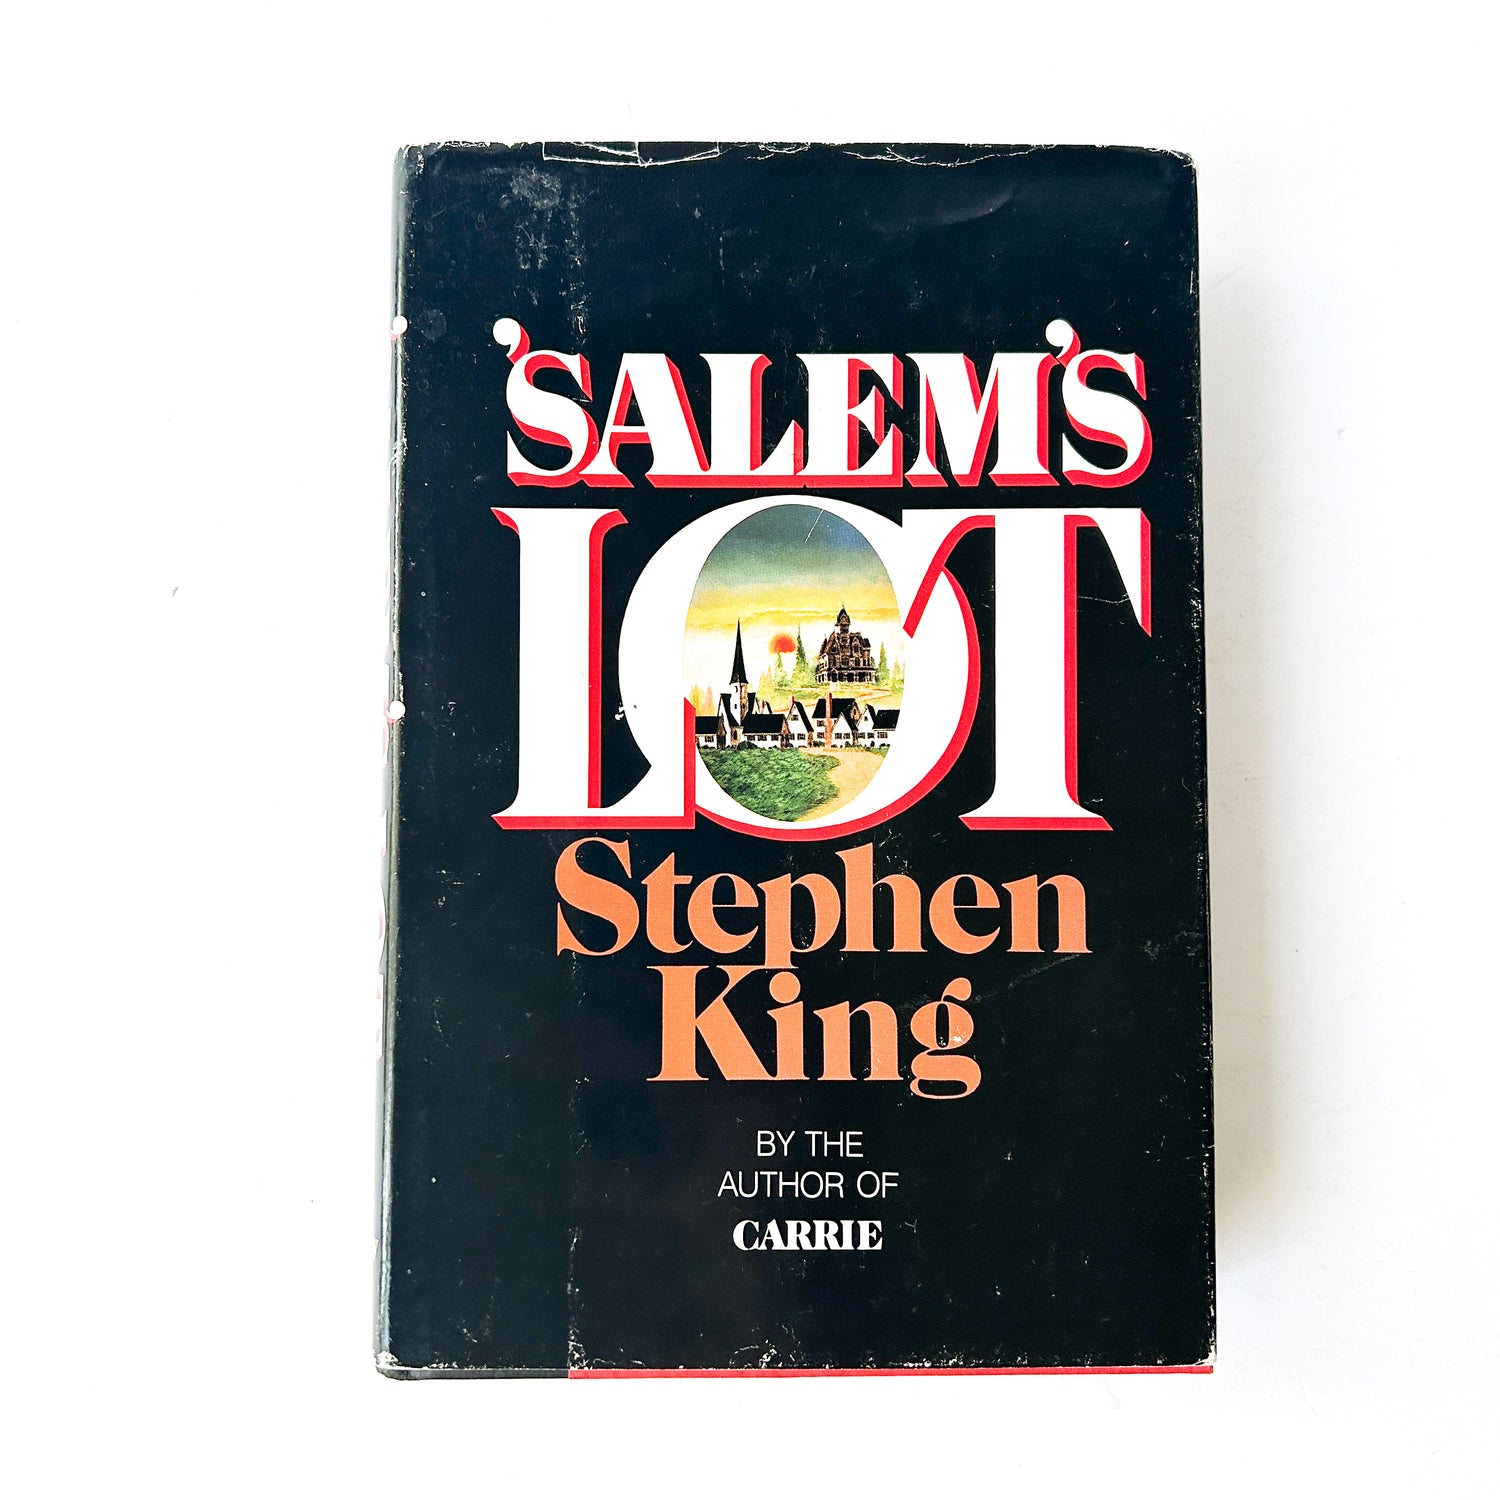 'SALEM'S
LOT
Stephen
King
BY THE
AUTHOR OF
CARRIE